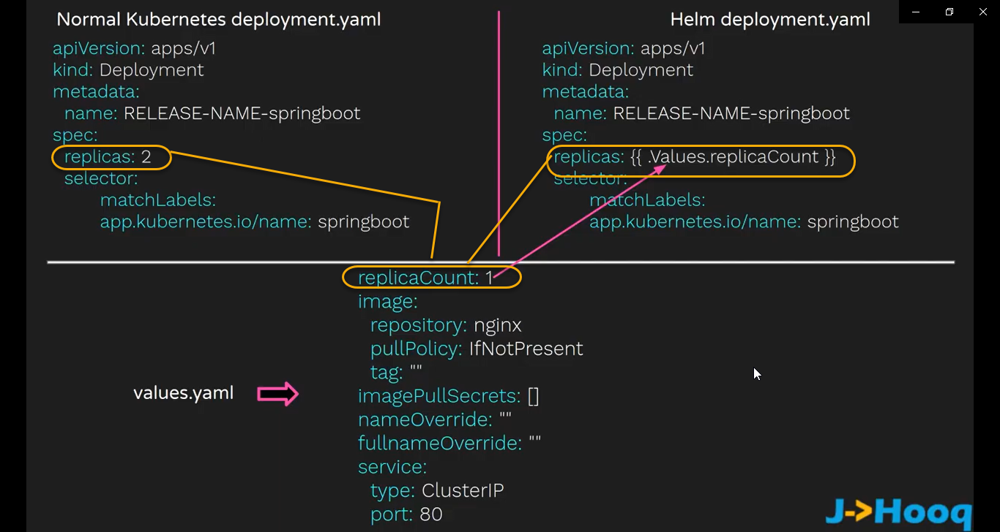 Normal Kubernetes deployment.yaml
apiVersion: apps/v1
kind: Deployment
metadata:
name: RELEASE-NAME-springboot
spec:
replicas: 2
selector:
matchLabels:
app.kubernetes.io/name: springboot
Helm deployment.yaml
apiVersion: apps/v1
kind: Deployment
metadata:
name: RELEASE-NAME-springboot
spec:
replicas: {{ .Values.replicaCount }}
selector:
matchLabels:
app.kubernetes.io/name: springboot
values.yaml
replicaCount: 1
image:
repository: nginx
pullPolicy: IfNotPresent
tag: ""
imagePullSecrets: []
nameOverride: ""
fullnameOverride: ""
service:
type: ClusterIP
port: 80
J->Hooq